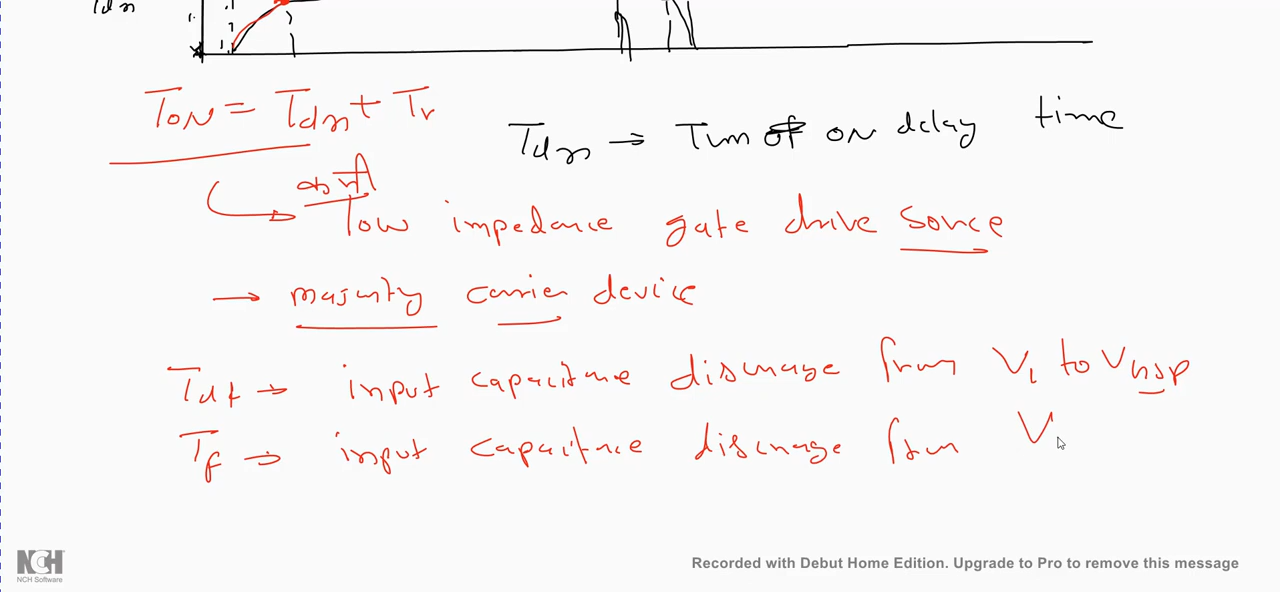 Tdn
TON = Tdn + Tr
Tdn → Turn of on delay time
Low impedance gate drive source
→ majority carrier device
Tdf → input capacitance discharge from V1 to VGSP
Tf → input capacitance discharge from V
NCH
NCH Software
Recorded with Debut Home Edition. Upgrade to Pro to remove this message